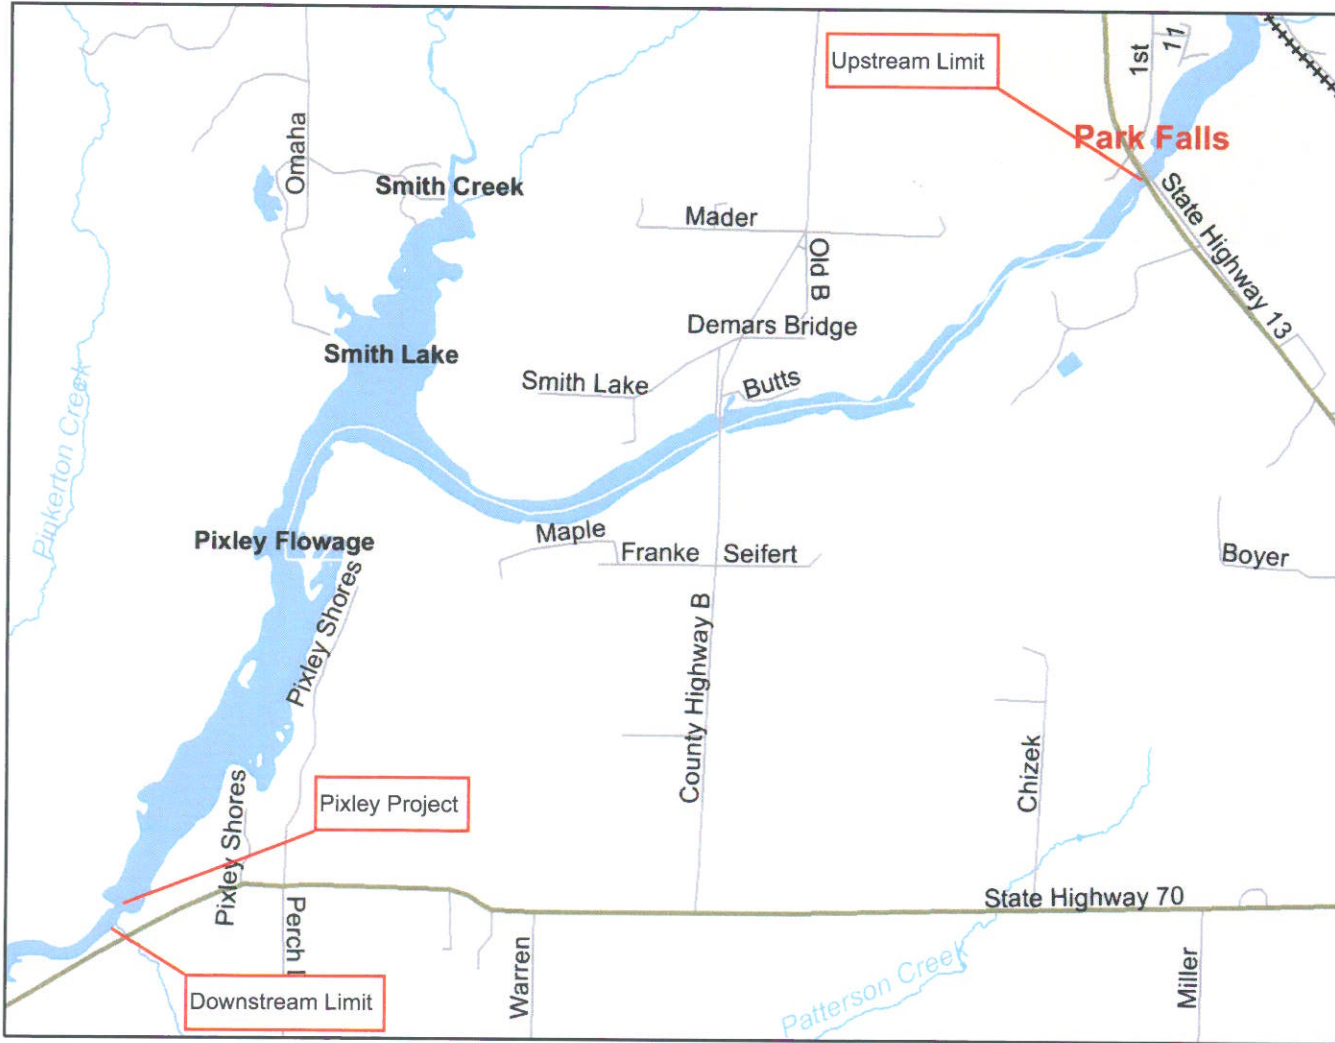 Upstream Limit
1st
11
Park Falls
Omaha
Smith Creek
State Highway 13
Mader
Old B
Demars Bridge
Smith Lake
Smith Lake
Butts
Pinkerton Creek
Pixley Flowage
Maple
Franke
Seifert
Boyer
Pixley Shores
County Highway B
Chizek
Pixley Project
Pixley Shores
State Highway 70
Perch
Warren
Miller
Patterson Creek
Downstream Limit